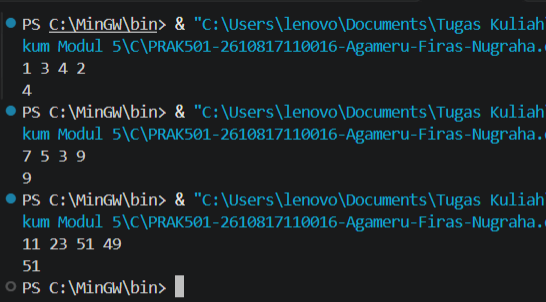 PS C:\MinGW\bin> & "C:\Users\lenovo\Documents\Tugas Kuliah
kum Modul 5\C\PRAK501-2610817110016-Agameru-Firas-Nugraha.
1 3 4 2
4
PS C:\MinGW\bin> & "C:\Users\lenovo\Documents\Tugas Kuliah
kum Modul 5\C\PRAK501-2610817110016-Agameru-Firas-Nugraha.
7 5 3 9
9
PS C:\MinGW\bin> & "C:\Users\lenovo\Documents\Tugas Kuliah
kum Modul 5\C\PRAK501-2610817110016-Agameru-Firas-Nugraha.
11 23 51 49
51
PS C:\MinGW\bin>